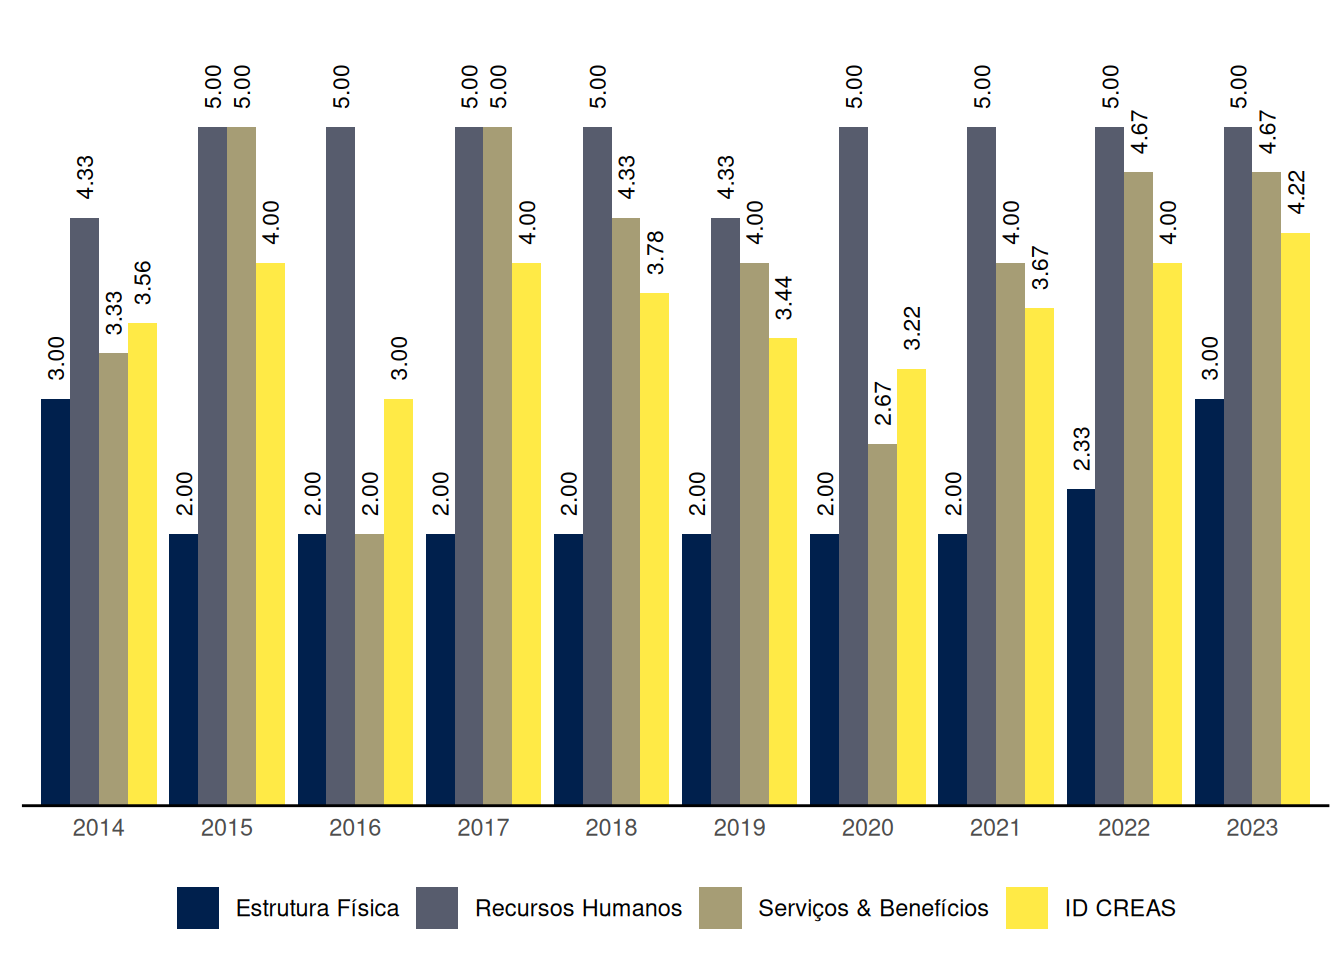 3.00 4.33 3.33 3.56
2.00 5.00 5.00 4.00
2.00 5.00 2.00 3.00
2.00 5.00 5.00 4.00
2.00 5.00 4.33 3.78
2.00 4.33 4.00 3.44
2.00 5.00 2.67 3.22
2.00 5.00 4.00 3.67
2.33 5.00 4.67 4.00
3.00 5.00 4.67 4.22
2014 2015 2016 2017 2018 2019 2020 2021 2022 2023
Estrutura Física Recursos Humanos Serviços & Benefícios ID CREAS